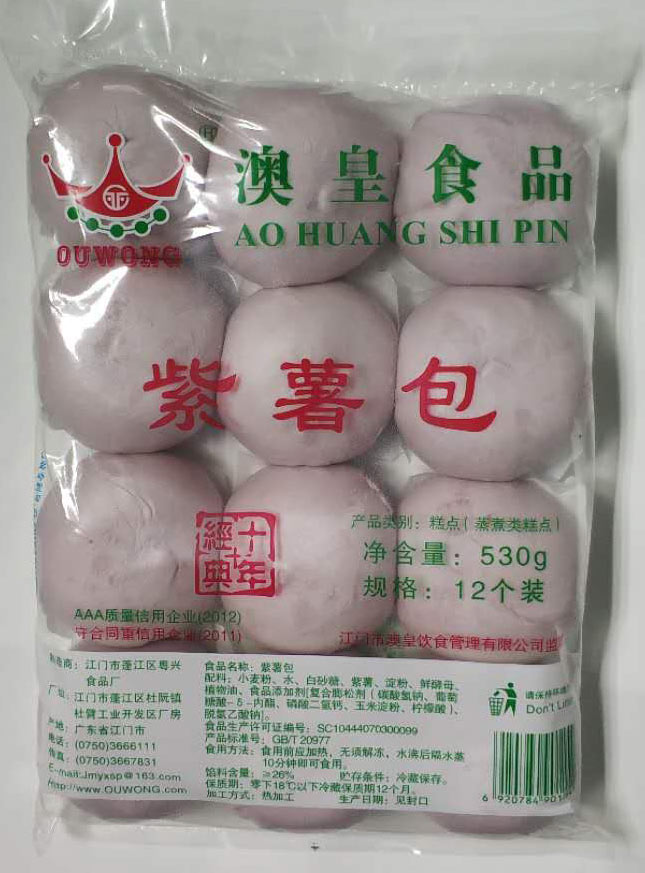 澳皇食品
AO HUANG SHI PIN
OUWONG
紫薯包
十年
經典
产品类别：糕点（蒸煮类糕点）
净含量：530g
规格：12个装
AAA质量信用企业(2012)
守合同重信用企业(2011)
江门市澳皇饮食管理有限公司监
制造商：江门市蓬江区粤兴
食品厂
厂址：江门市蓬江区杜阮镇
杜臂工业开发区厂房
产地：广东省江门市
电话：(0750)3666111
传真：(0750)3667831
E-mail:Jmyxsp@163.com
Http://www.OUWONG.com
食品名称：紫薯包
配料：小麦粉、水、白砂糖、紫薯、淀粉、鲜酵母、
植物油、食品添加剂[复合膨松剂（碳酸氢钠、葡萄
糖酸-δ-内酯、磷酸二氢钙、玉米淀粉、柠檬酸）、
脱氢乙酸钠]。
食品生产许可证编号：SC10444070300099
产品标准号：GB/T 20977
食用方法：食用前应加热，无须解冻，水沸后隔水蒸
10分钟即可食用。
馅料含量：≥26% 贮存条件：冷藏保存。
保质期：零下18℃以下冷藏保质期12个月。
加工方式：热加工 生产日期：见封口
请保持环境
Don't Litter
6 920784 901